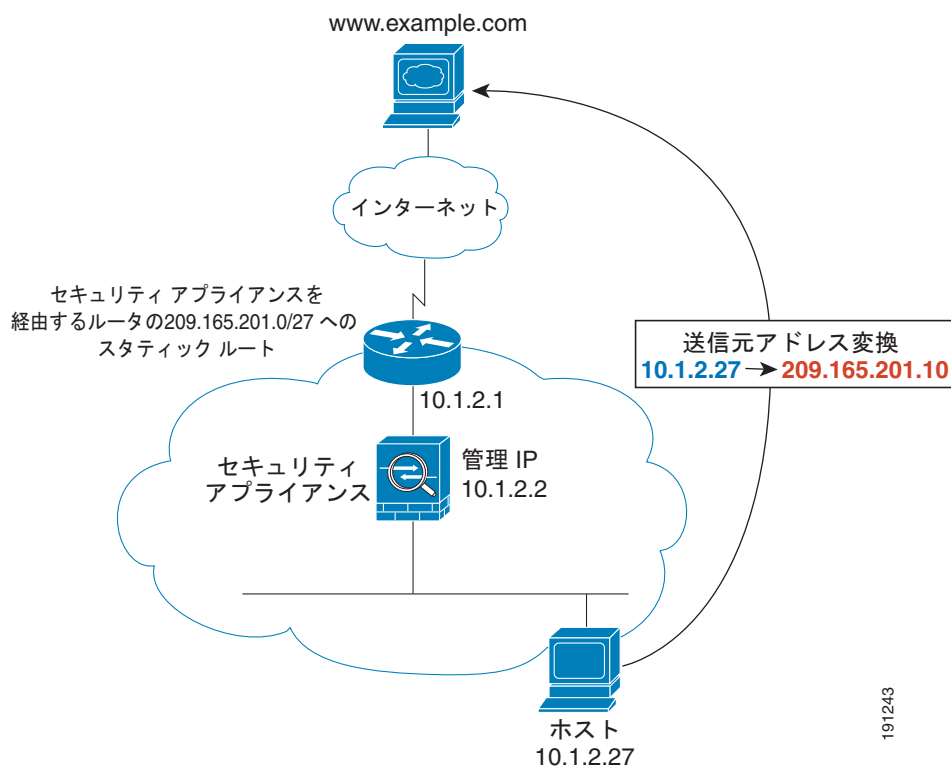 www.example.com
インターネット
セキュリティ アプライアンスを
経由するルータの209.165.201.0/27 への
スタティック ルート
送信元アドレス変換
10.1.2.27 → 209.165.201.10
10.1.2.1
セキュリティ
アプライアンス
管理 IP
10.1.2.2
ホスト
10.1.2.27
191243